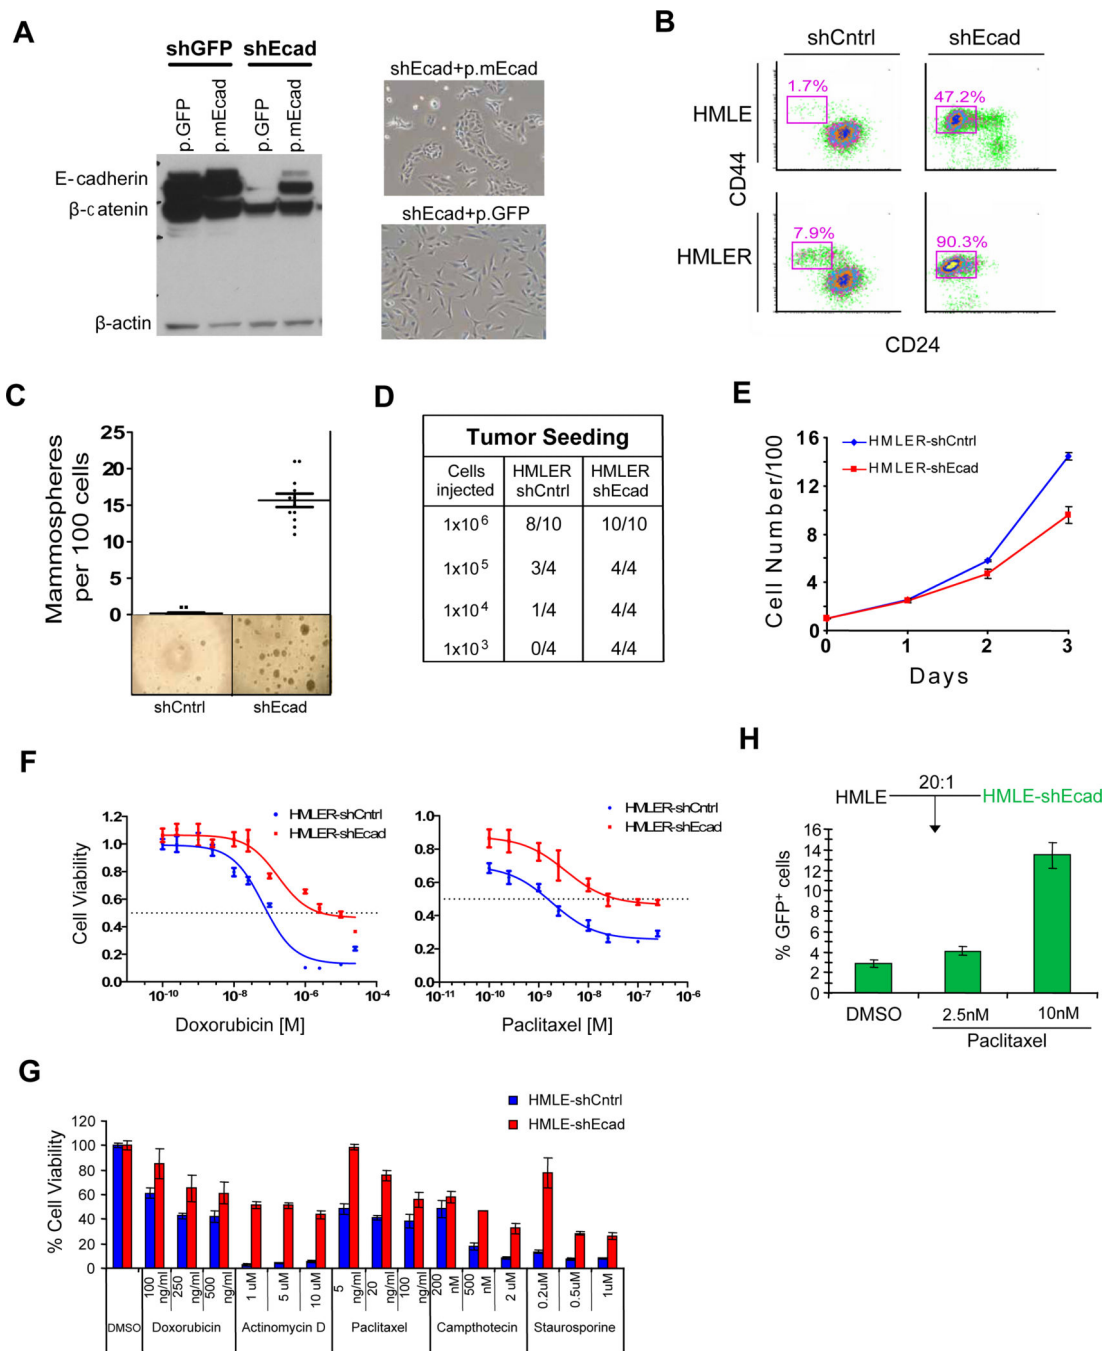 A
shGFP shEcad
p.GFP
p.mEcad
p.GFP
p.mEcad
E-cadherin
β-catenin
β-actin
shEcad+p.mEcad
shEcad+p.GFP
B
shCntrl shEcad
HMLE
1.7%
47.2%
HMLER
7.9%
90.3%
CD44
CD24
C
Mammospheres
per 100 cells
25
20
15
10
5
0
shCntrl shEcad
D
Tumor Seeding
Cells injected HMLER shCntrl HMLER shEcad
1x10⁶ 8/10 10/10
1x10⁵ 3/4 4/4
1x10⁴ 1/4 4/4
1x10³ 0/4 4/4
E
HMLER-shCntrl
HMLER-shEcad
Cell Number/100
16
12
8
4
0
0 1 2 3
Days
F
HMLER-shCntrl
HMLER-shEcad
Cell Viability
1.2
1.0
0.8
0.6
0.4
0.2
0.0
10⁻¹⁰ 10⁻⁸ 10⁻⁶ 10⁻⁴
Doxorubicin [M]
HMLER-shCntrl
HMLER-shEcad
1.0
0.8
0.6
0.4
0.2
0.0
10⁻¹¹ 10⁻¹⁰ 10⁻⁹ 10⁻⁸ 10⁻⁷ 10⁻⁶
Paclitaxel [M]
H
20:1
HMLE HMLE-shEcad
% GFP⁺ cells
16
14
12
10
8
6
4
2
0
DMSO 2.5nM 10nM
Paclitaxel
G
HMLE-shCntrl
HMLE-shEcad
% Cell Viability
120
100
80
60
40
20
0
100 ng/ml
250 ng/ml
500 ng/ml
1 uM
5 uM
10 uM
5 ng/ml
20 ng/ml
100 ng/ml
200 nM
500 nM
2 uM
0.2uM
0.5uM
1uM
DMSO Doxorubicin Actinomycin D Paclitaxel Campthotecin Staurosporine